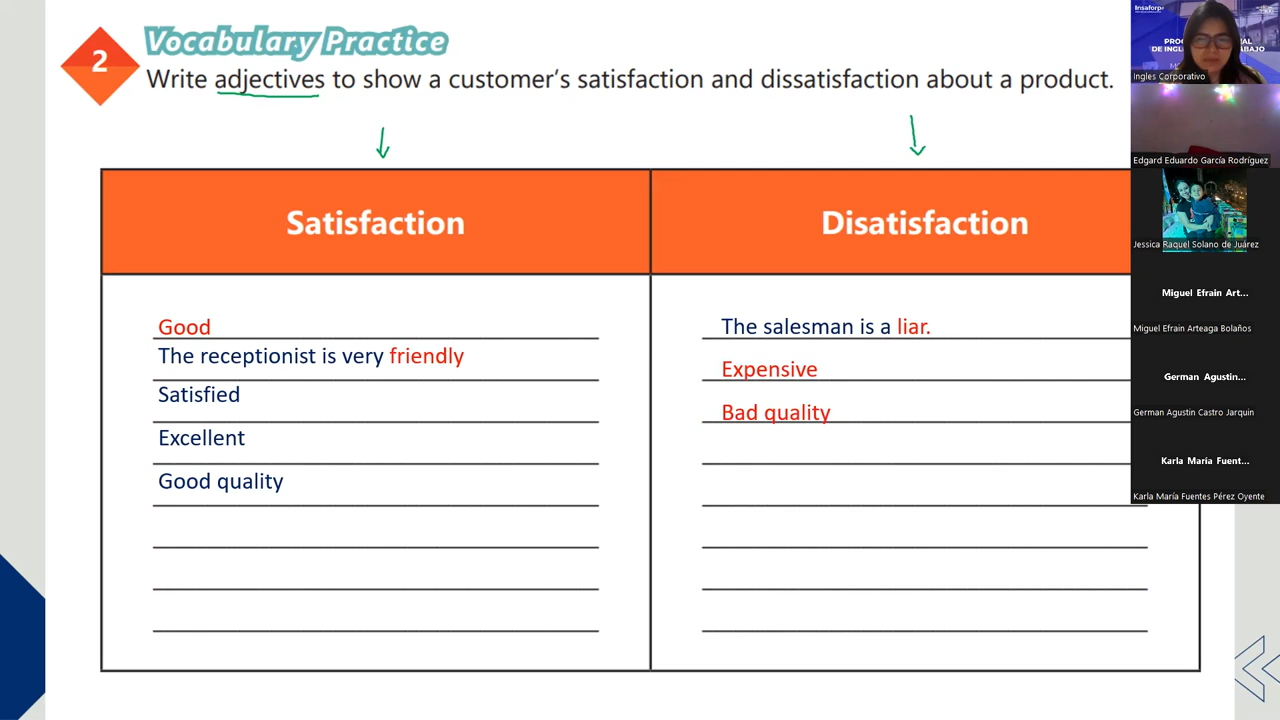 2
Vocabulary Practice
Write adjectives to show a customer's satisfaction and dissatisfaction about a product.
Satisfaction
Disatisfaction
Good
The receptionist is very friendly
Satisfied
Excellent
Good quality
The salesman is a liar.
Expensive
Bad quality
Insaforp
Ingles Corporativo
Edgard Eduardo García Rodríguez
Jessica Raquel Solano de Juárez
Miguel Efrain Art...
Miguel Efrain Arteaga Bolaños
German Agustin...
German Agustin Castro Jarquin
Karla María Fuent...
Karla María Fuentes Pérez Oyente